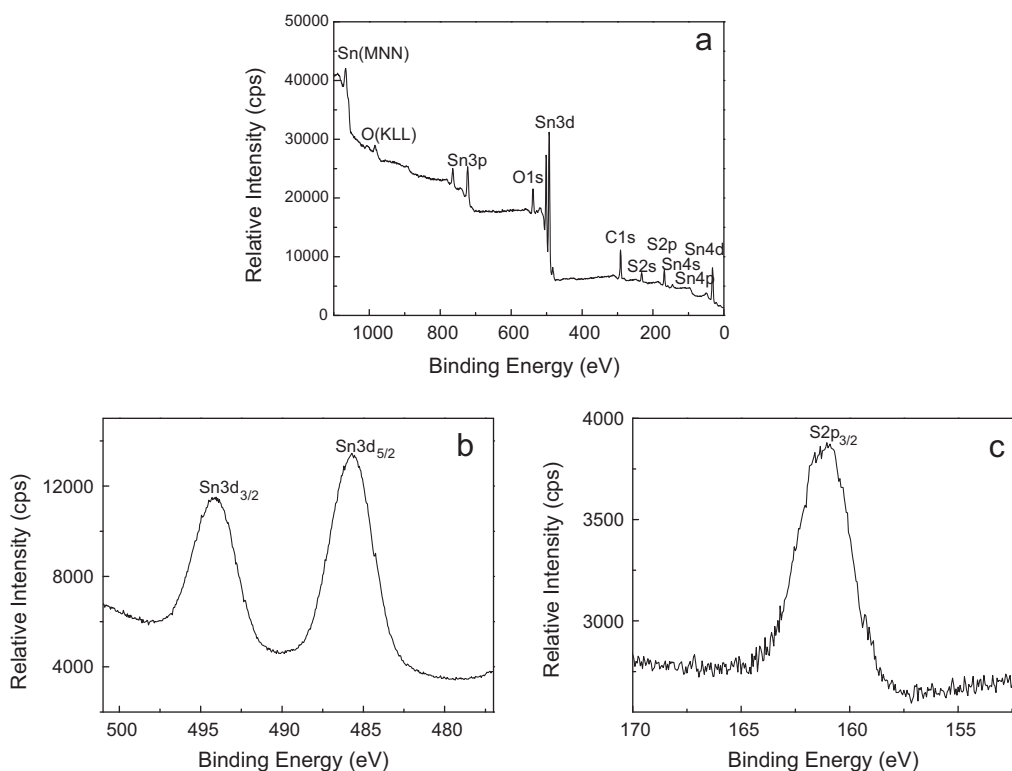 a
50000
40000
30000
20000
10000
0
Relative Intensity (cps)
Sn(MNN)
O(KLL)
Sn3p
O1s
Sn3d
C1s
S2s
S2p
Sn4s
Sn4p
Sn4d
1000 800 600 400 200 0
Binding Energy (eV)
b
12000
8000
4000
Relative Intensity (cps)
Sn3d3/2
Sn3d5/2
500 495 490 485 480
Binding Energy (eV)
c
4000
3500
3000
2500
Relative Intensity (cps)
S2p3/2
170 165 160 155
Binding Energy (eV)